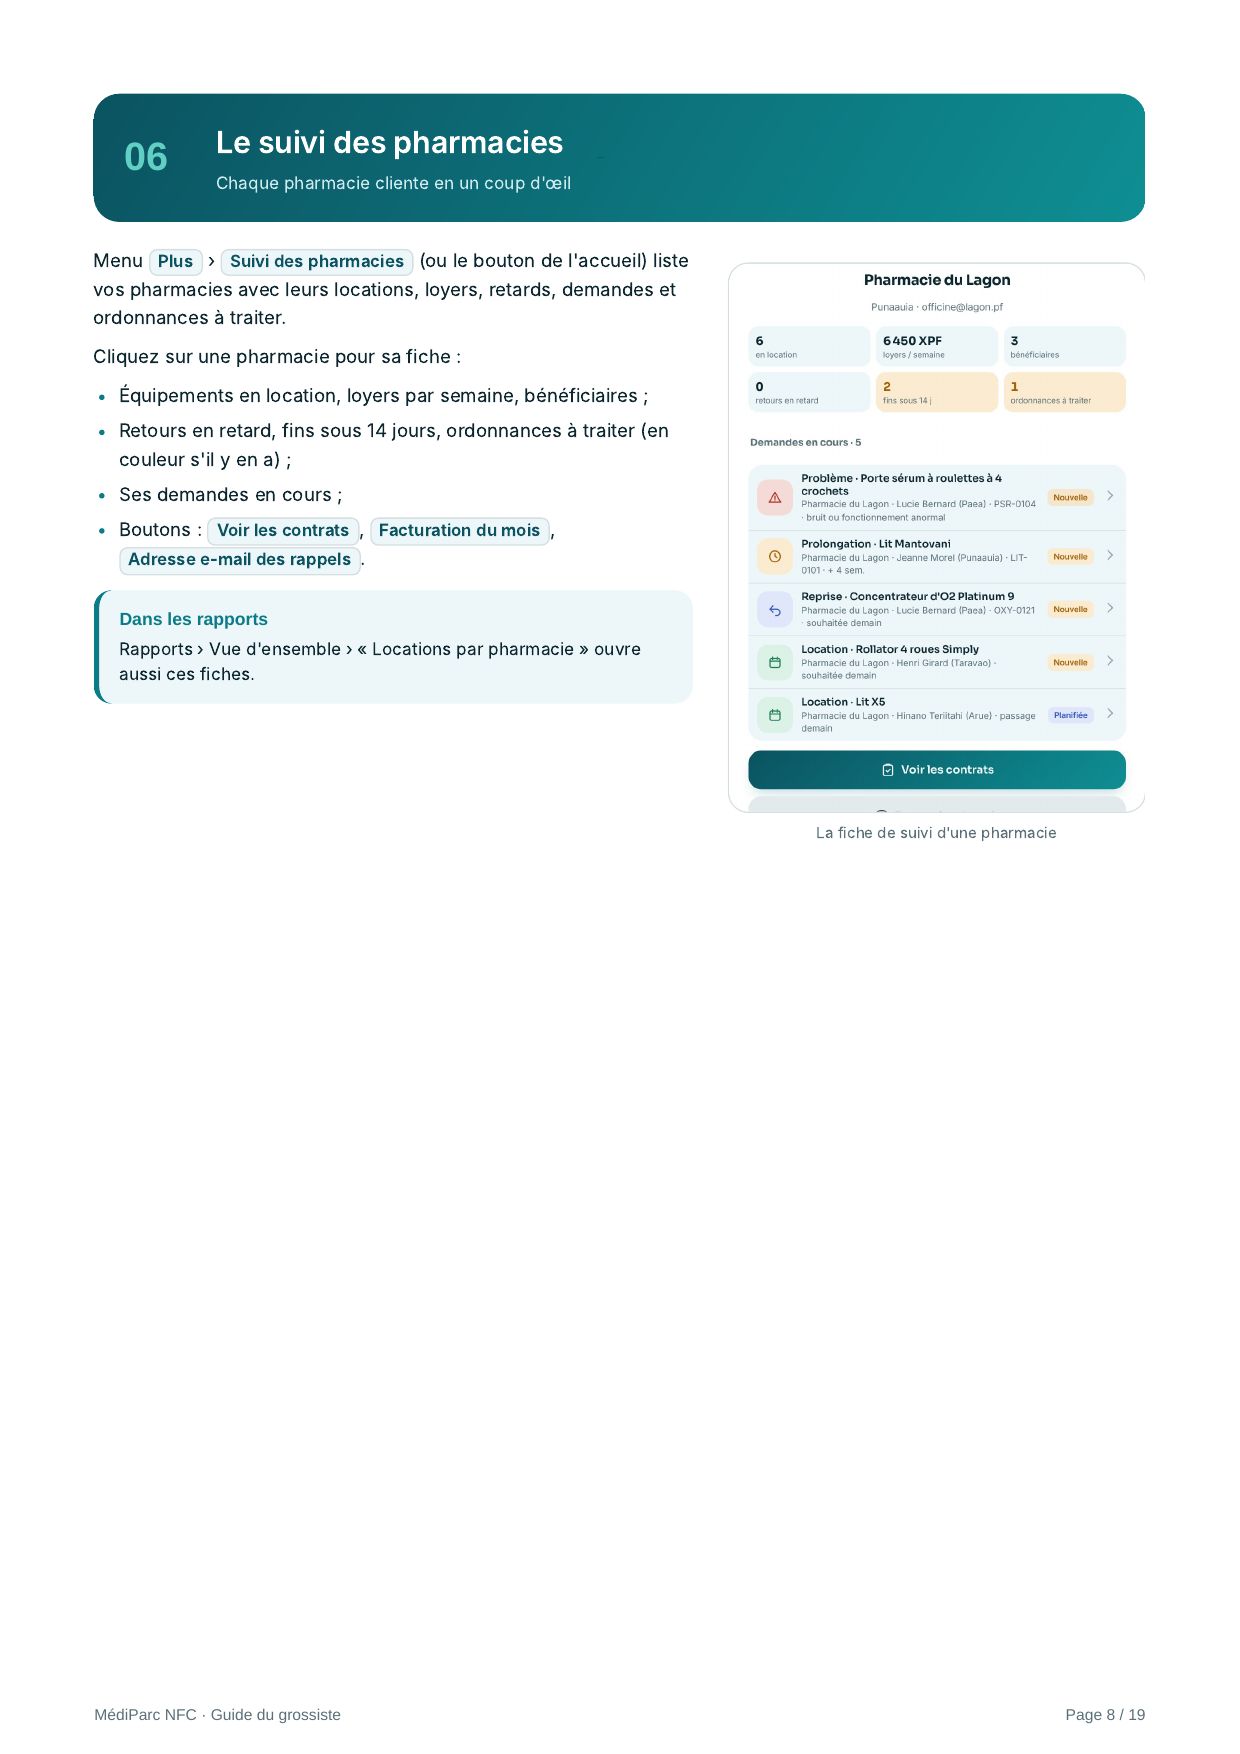 06
Le suivi des pharmacies
Chaque pharmacie cliente en un coup d'œil
Menu Plus › Suivi des pharmacies (ou le bouton de l'accueil) liste
vos pharmacies avec leurs locations, loyers, retards, demandes et
ordonnances à traiter.
Cliquez sur une pharmacie pour sa fiche :
• Équipements en location, loyers par semaine, bénéficiaires ;
• Retours en retard, fins sous 14 jours, ordonnances à traiter (en
couleur s'il y en a) ;
• Ses demandes en cours ;
• Boutons : Voir les contrats, Facturation du mois,
Adresse e-mail des rappels.
Dans les rapports
Rapports › Vue d'ensemble › « Locations par pharmacie » ouvre
aussi ces fiches.
Pharmacie du Lagon
Punaauia · officine@lagon.pf
6
en location
6 450 XPF
loyers / semaine
3
bénéficiaires
0
retours en retard
2
fins sous 14 j
1
ordonnances à traiter
Demandes en cours · 5
Problème · Porte sérum à roulettes à 4
crochets
Pharmacie du Lagon · Lucie Bernard (Paea) · PSR-0104
· bruit ou fonctionnement anormal
Nouvelle
Prolongation · Lit Mantovani
Pharmacie du Lagon · Jeanne Morel (Punaauia) · LIT-
0101 · + 4 sem.
Nouvelle
Reprise · Concentrateur d'O2 Platinum 9
Pharmacie du Lagon · Lucie Bernard (Paea) · OXY-0121
· souhaitée demain
Nouvelle
Location · Rollator 4 roues Simply
Pharmacie du Lagon · Henri Girard (Taravao) ·
souhaitée demain
Nouvelle
Location · Lit X5
Pharmacie du Lagon · Hinano Teriitahi (Arue) · passage
demain
Planifiée
Voir les contrats
La fiche de suivi d'une pharmacie
MédiParc NFC · Guide du grossiste
Page 8 / 19